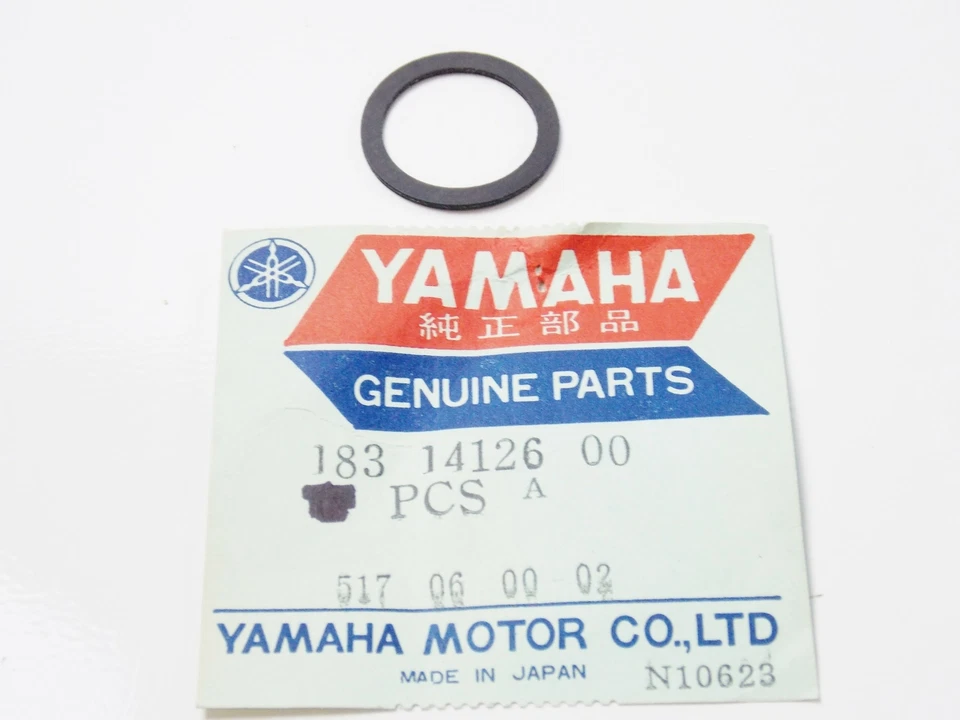 YAMAHA
純正部品
GENUINE PARTS
183 14126 00
PCS A
517 06 00 02
YAMAHA MOTOR CO.,LTD
MADE IN JAPAN
N10623